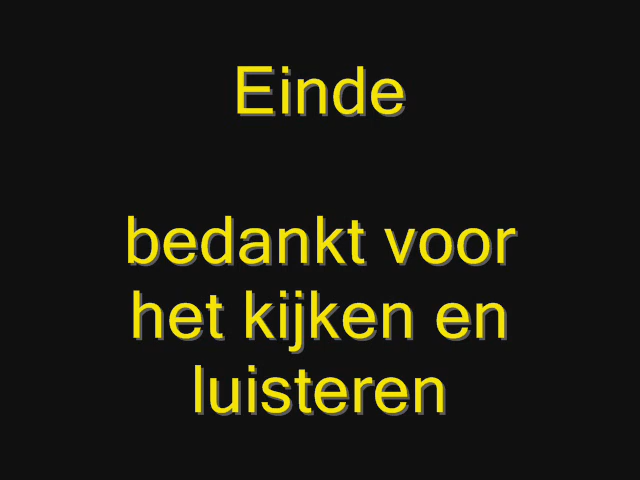 Einde
bedankt voor
het kijken en
luisteren